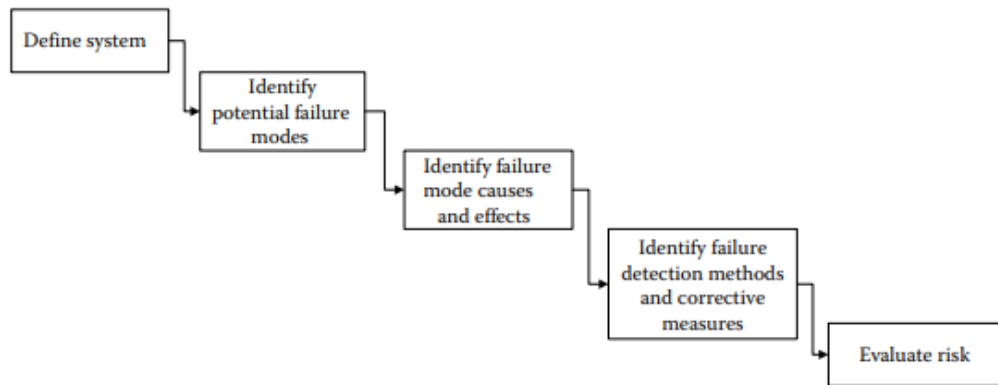 Define system
Identify
potential failure
modes
Identify failure
mode causes
and effects
Identify failure
detection methods
and corrective
measures
Evaluate risk